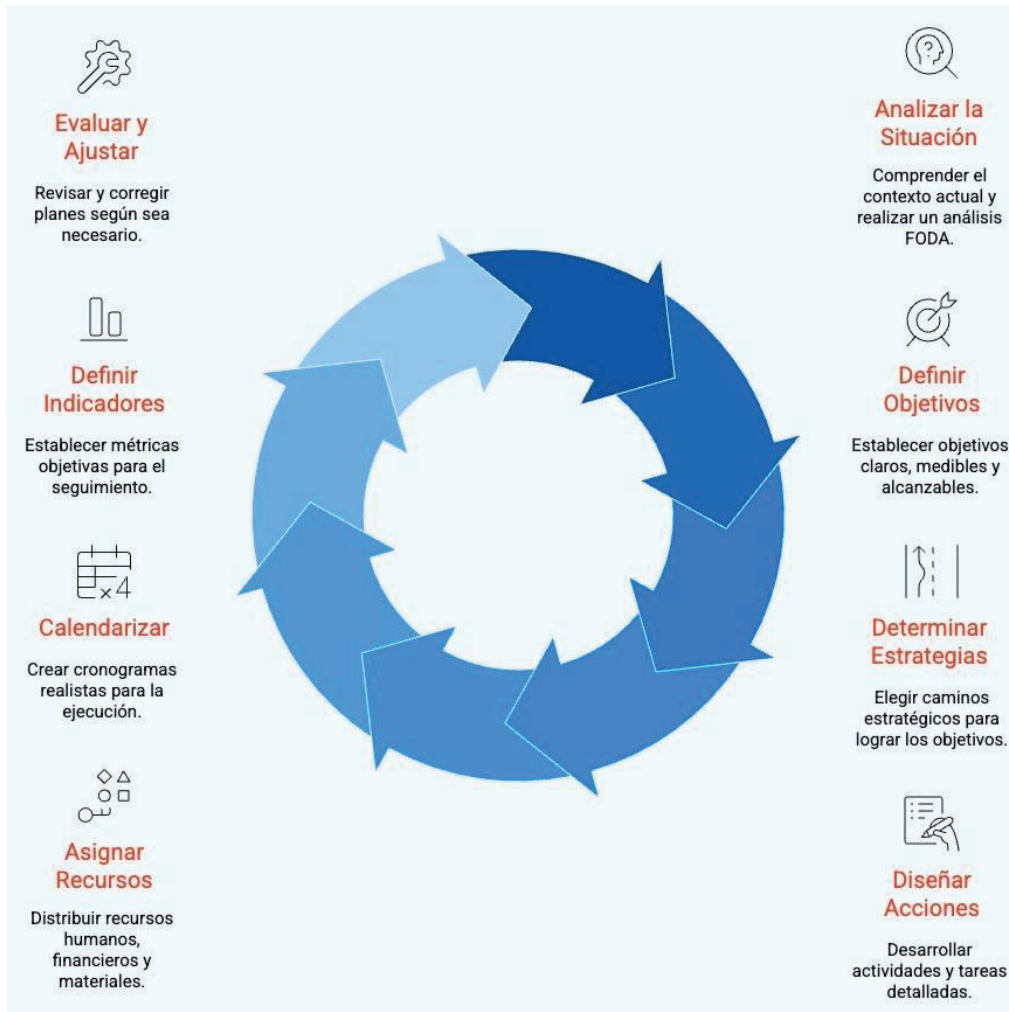 Evaluar y
Ajustar
Revisar y corregir
planes según sea
necesario.
Definir
Indicadores
Establecer métricas
objetivas para el
seguimiento.
×4
Calendarizar
Crear cronogramas
realistas para la
ejecución.
Asignar
Recursos
Distribuir recursos
humanos,
financieros y
materiales.
?
Analizar la
Situación
Comprender el
contexto actual y
realizar un análisis
FODA.
Definir
Objetivos
Establecer objetivos
claros, medibles y
alcanzables.
Determinar
Estrategias
Elegir caminos
estratégicos para
lograr los objetivos.
Diseñar
Acciones
Desarrollar
actividades y tareas
detalladas.